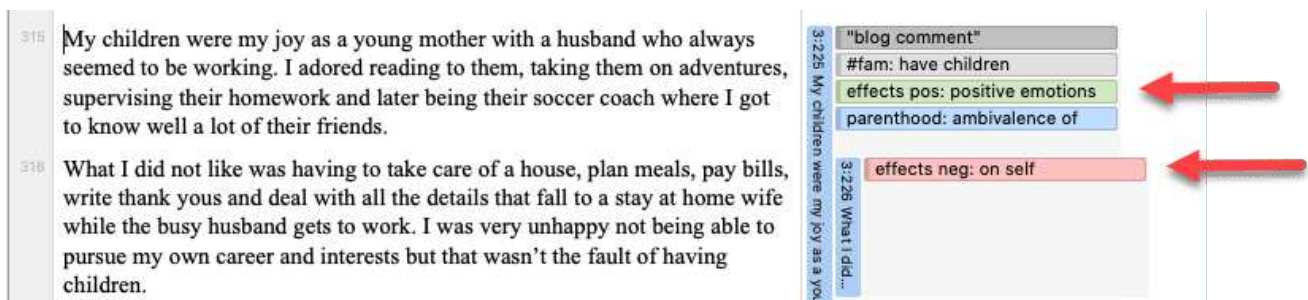 315
My children were my joy as a young mother with a husband who always
seemed to be working. I adored reading to them, taking them on adventures,
supervising their homework and later being their soccer coach where I got
to know well a lot of their friends.
316
What I did not like was having to take care of a house, plan meals, pay bills,
write thank yous and deal with all the details that fall to a stay at home wife
while the busy husband gets to work. I was very unhappy not being able to
pursue my own career and interests but that wasn't the fault of having
children.
3:225 My children were my joy as a you
"blog comment"
#fam: have children
effects pos: positive emotions
parenthood: ambivalence of
3:226 What I did...
effects neg: on self